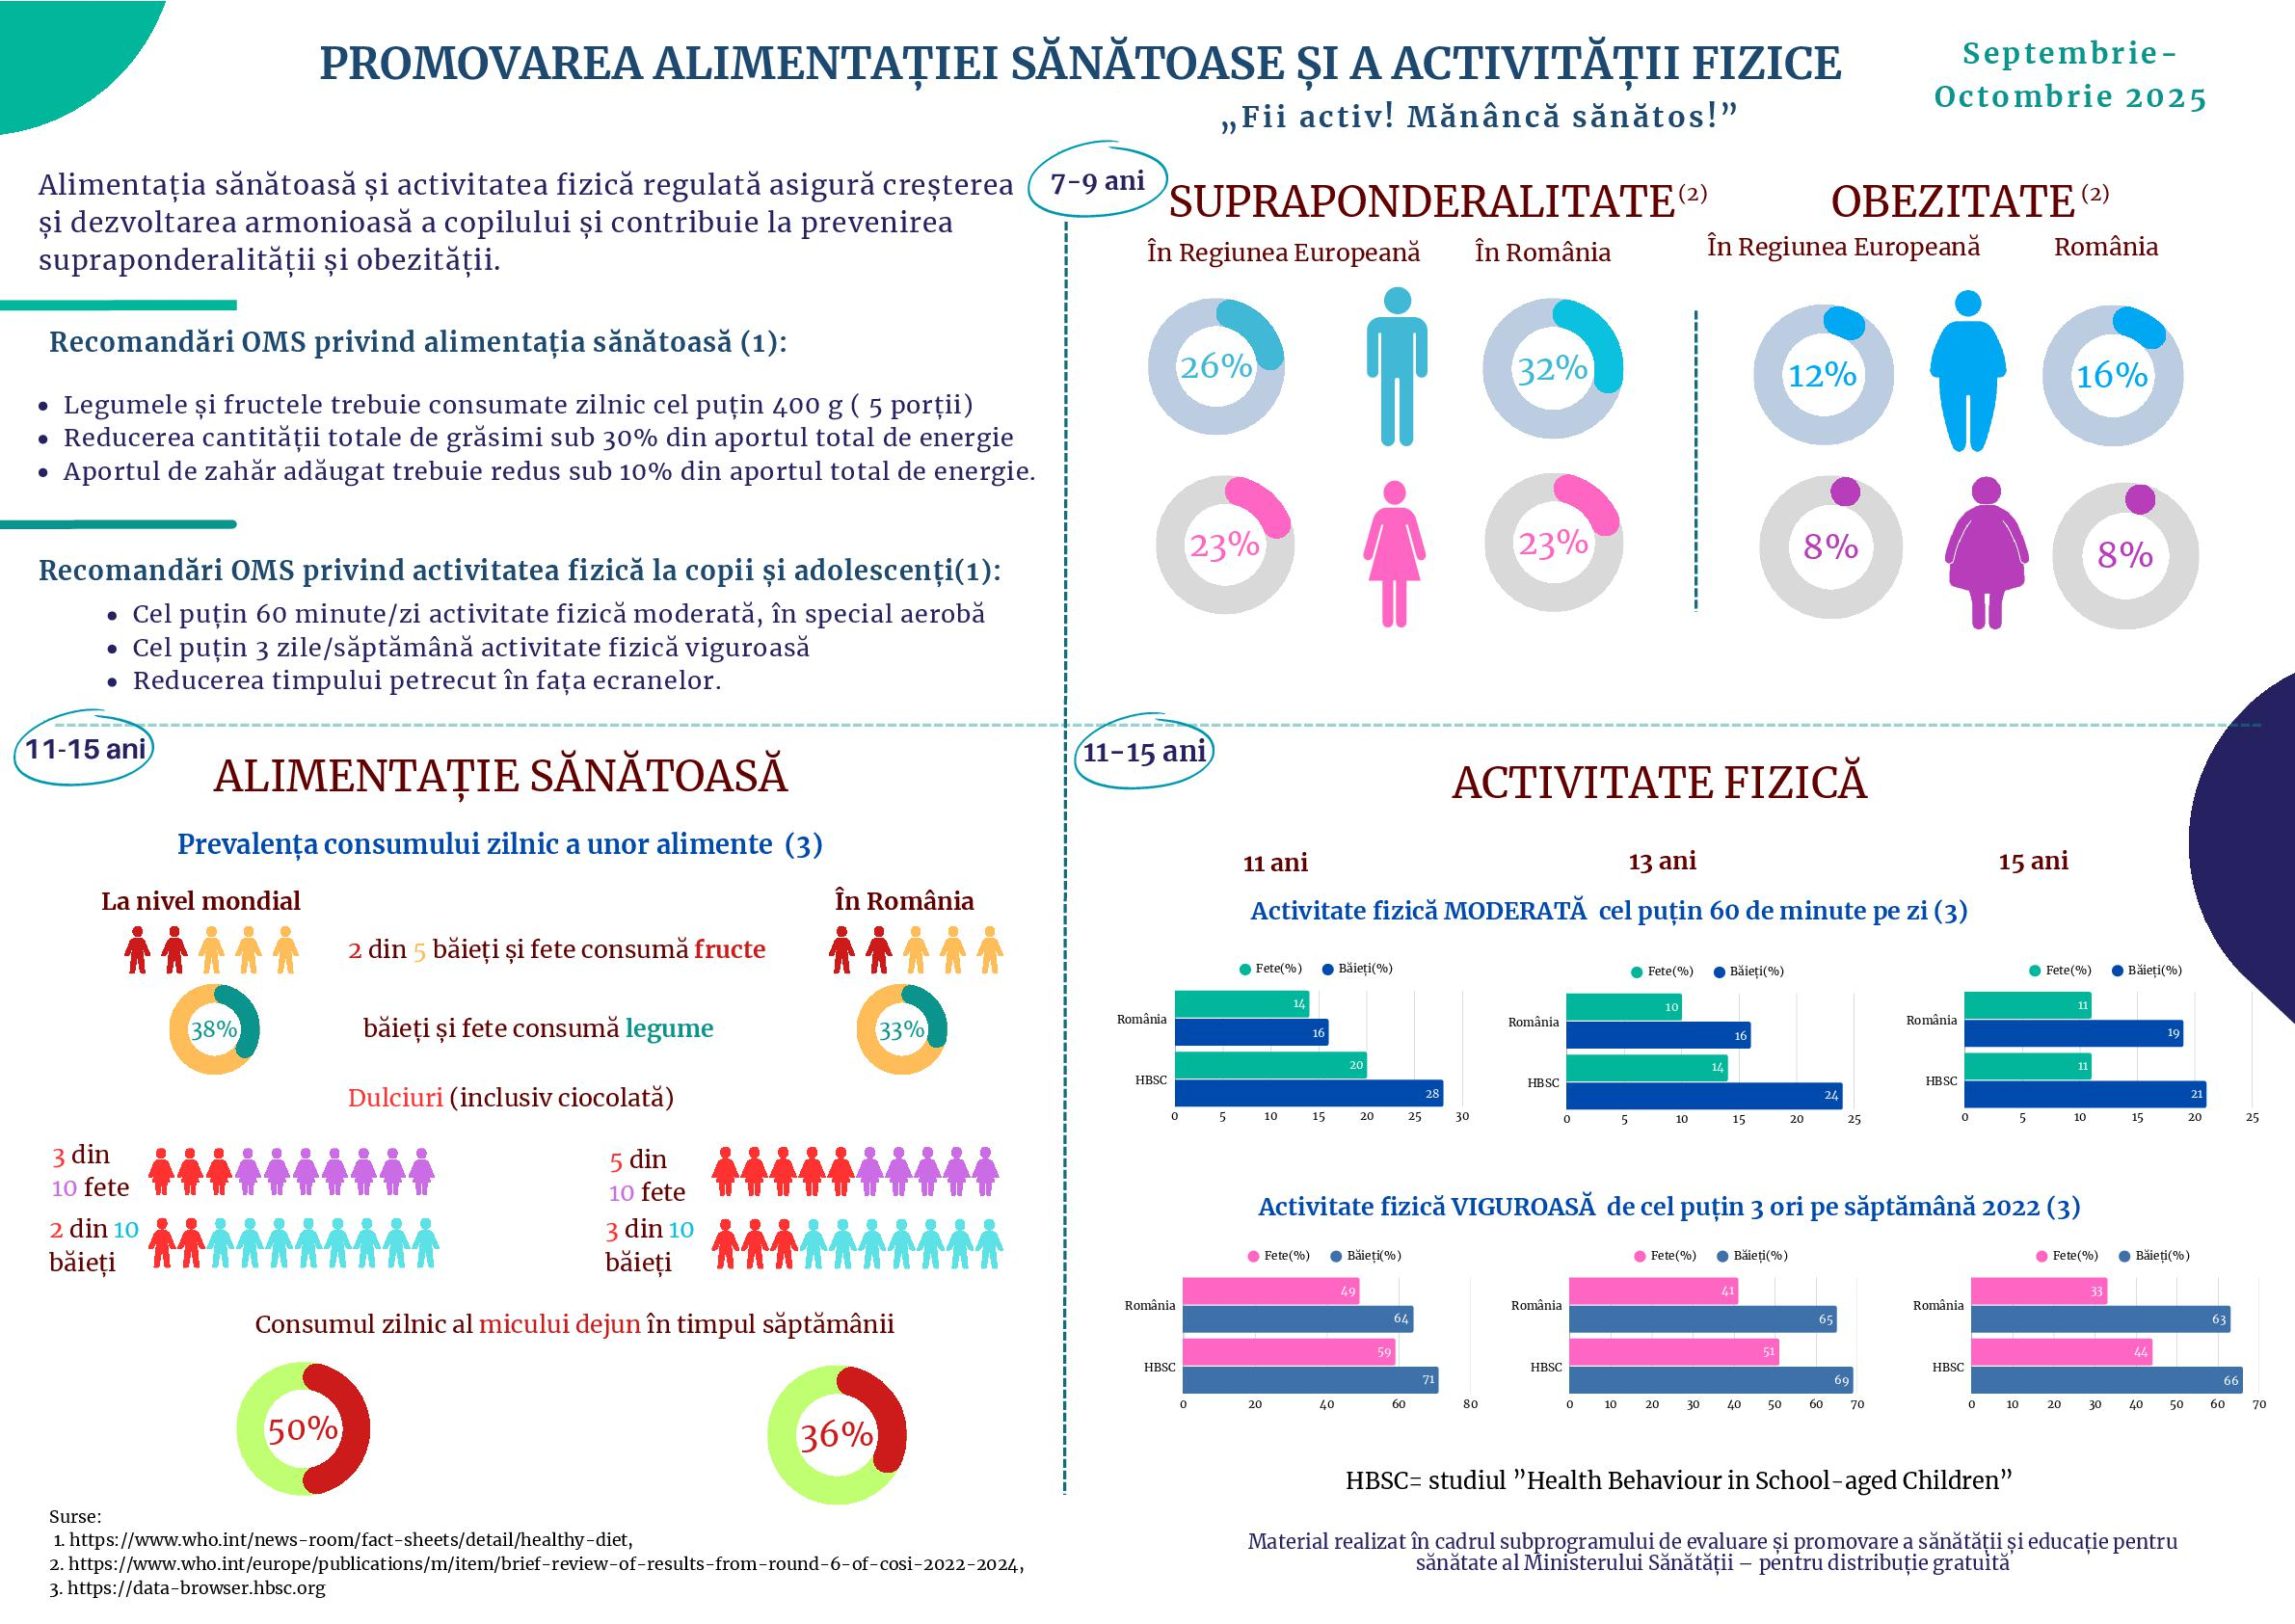 PROMOVAREA ALIMENTAȚIEI SĂNĂTOASE ȘI A ACTIVITĂȚII FIZICE
„Fii activ! Mănâncă sănătos!”
Septembrie-
Octombrie 2025
Alimentația sănătoasă și activitatea fizică regulată asigură creșterea
și dezvoltarea armonioasă a copilului și contribuie la prevenirea
supraponderalității și obezității.
Recomandări OMS privind alimentația sănătoasă (1):
• Legumele și fructele trebuie consumate zilnic cel puțin 400 g ( 5 porții)
• Reducerea cantității totale de grăsimi sub 30% din aportul total de energie
• Aportul de zahăr adăugat trebuie redus sub 10% din aportul total de energie.
Recomandări OMS privind activitatea fizică la copii și adolescenți(1):
• Cel puțin 60 minute/zi activitate fizică moderată, în special aerobă
• Cel puțin 3 zile/săptămână activitate fizică viguroasă
• Reducerea timpului petrecut în fața ecranelor.
7-9 ani
SUPRAPONDERALITATE (2)
În Regiunea Europeană În România
26% 32%
23% 23%
OBEZITATE (2)
În Regiunea Europeană România
12% 16%
8% 8%
11-15 ani
ALIMENTAȚIE SĂNĂTOASĂ
Prevalența consumului zilnic a unor alimente (3)
La nivel mondial În România
2 din 5 băieți și fete consumă fructe
38% băieți și fete consumă legume 33%
Dulciuri (inclusiv ciocolată)
3 din
10 fete
5 din
10 fete
2 din 10
băieți
3 din 10
băieți
Consumul zilnic al micului dejun în timpul săptămânii
50% 36%
Surse:
1. https://www.who.int/news-room/fact-sheets/detail/healthy-diet,
2. https://www.who.int/europe/publications/m/item/brief-review-of-results-from-round-6-of-cosi-2022-2024,
3. https://data-browser.hbsc.org
11-15 ani
ACTIVITATE FIZICĂ
11 ani 13 ani 15 ani
Activitate fizică MODERATĂ cel puțin 60 de minute pe zi (3)
Fete(%) Băieți(%)
România 14
16
HBSC 20
28
0 5 10 15 20 25 30
Fete(%) Băieți(%)
România 10
16
HBSC 14
24
0 5 10 15 20 25
Fete(%) Băieți(%)
România 11
19
HBSC 11
21
0 5 10 15 20 25
Activitate fizică VIGUROASĂ de cel puțin 3 ori pe săptămână 2022 (3)
Fete(%) Băieți(%)
România 49
64
HBSC 59
71
0 20 40 60 80
Fete(%) Băieți(%)
România 41
65
HBSC 51
69
0 10 20 30 40 50 60 70
Fete(%) Băieți(%)
România 33
63
HBSC 44
66
0 10 20 30 40 50 60 70
HBSC= studiul ”Health Behaviour in School-aged Children”
Material realizat în cadrul subprogramului de evaluare și promovare a sănătății și educație pentru
sănătate al Ministerului Sănătății – pentru distribuție gratuită